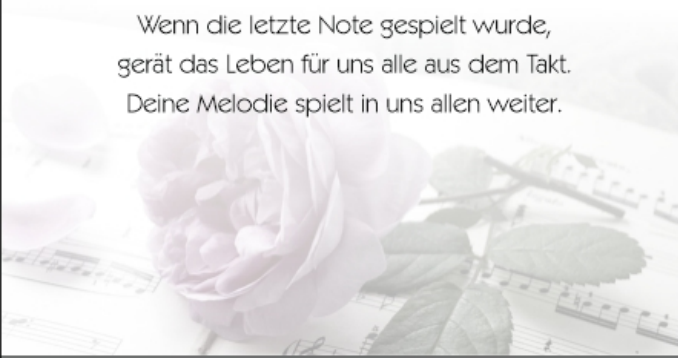 Wenn die letzte Note gespielt wurde,
gerät das Leben für uns alle aus dem Takt.
Deine Melodie spielt in uns allen weiter.